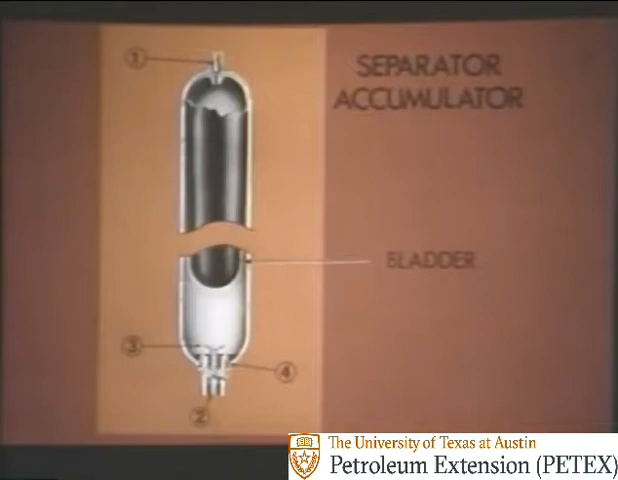 ①
SEPARATOR
ACCUMULATOR
BLADDER
③
④
②
The University of Texas at Austin
Petroleum Extension (PETEX)